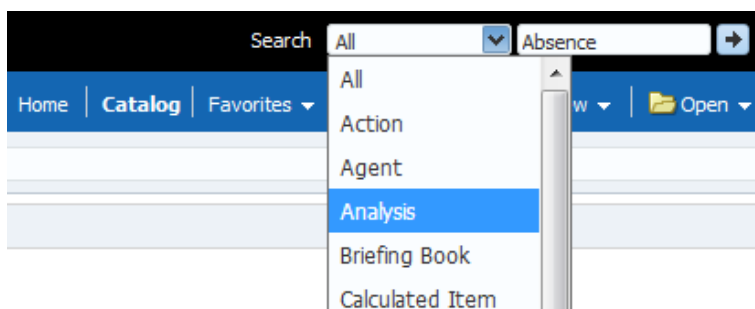 Search All Absence
All
Home Catalog Favorites w Open
Action
Agent
Analysis
Briefing Book
Calculated Item